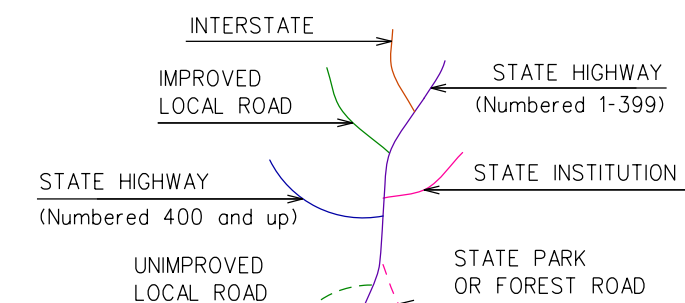 INTERSTATE
IMPROVED
LOCAL ROAD
STATE HIGHWAY
(Numbered 1-399)
STATE HIGHWAY
(Numbered 400 and up)
STATE INSTITUTION
UNIMPROVED
LOCAL ROAD
STATE PARK
OR FOREST ROAD